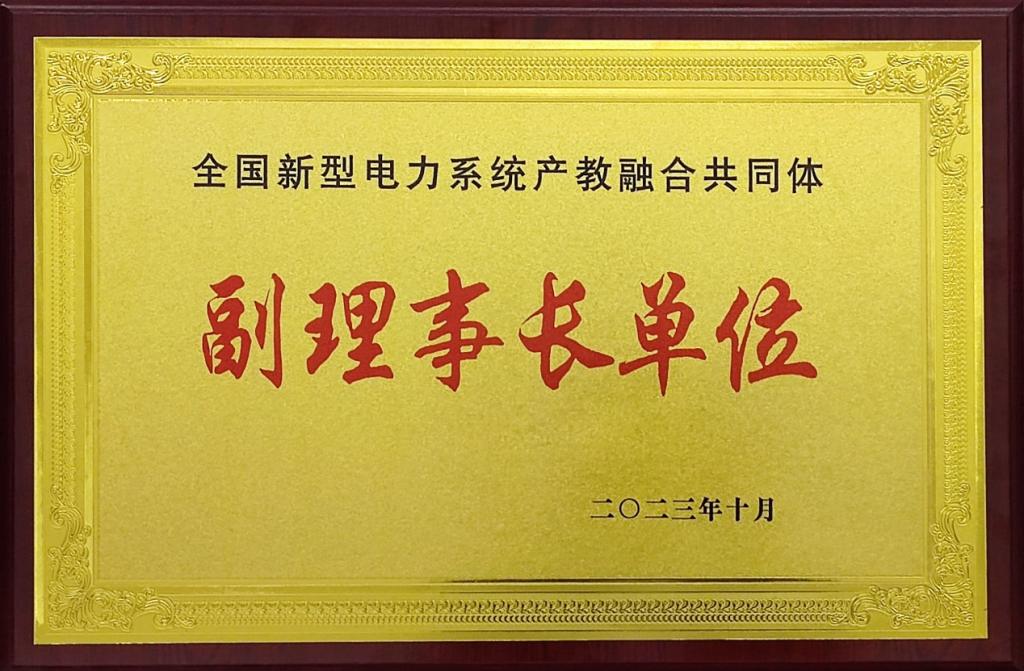 全国新型电力系统产教融合共同体
副理事长单位
二〇二三年十月